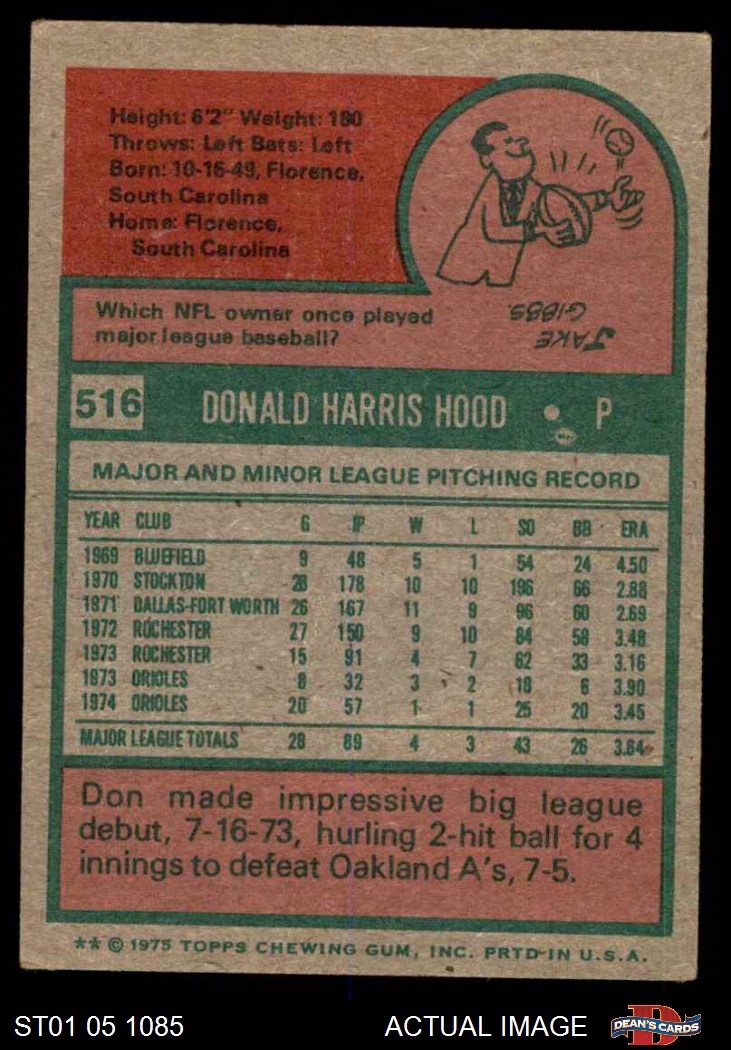 Height: 6'2" Weight: 180
Throws: Left Bats: Left
Born: 10-16-49, Florence,
South Carolina
Home: Florence,
South Carolina
Which NFL owner once played
major league baseball?
JAKE
GIBBS.
516 DONALD HARRIS HOOD • P
MAJOR AND MINOR LEAGUE PITCHING RECORD
YEAR CLUB G IP W L SO BB ERA
1969 BLUEFIELD 9 48 5 1 54 24 4.50
1970 STOCKTON 28 178 10 10 196 66 2.88
1971 DALLAS-FORT WORTH 26 167 11 9 96 60 2.69
1972 ROCHESTER 27 150 9 10 84 58 3.48
1973 ROCHESTER 15 91 4 7 62 33 3.16
1973 ORIOLES 8 32 3 2 18 6 3.90
1974 ORIOLES 20 57 1 1 25 20 3.45
MAJOR LEAGUE TOTALS 28 89 4 3 43 26 3.64
Don made impressive big league
debut, 7-16-73, hurling 2-hit ball for 4
innings to defeat Oakland A's, 7-5.
** © 1975 TOPPS CHEWING GUM, INC. PRTD IN U.S.A.
ST01 05 1085 ACTUAL IMAGE DEAN'S CARDS